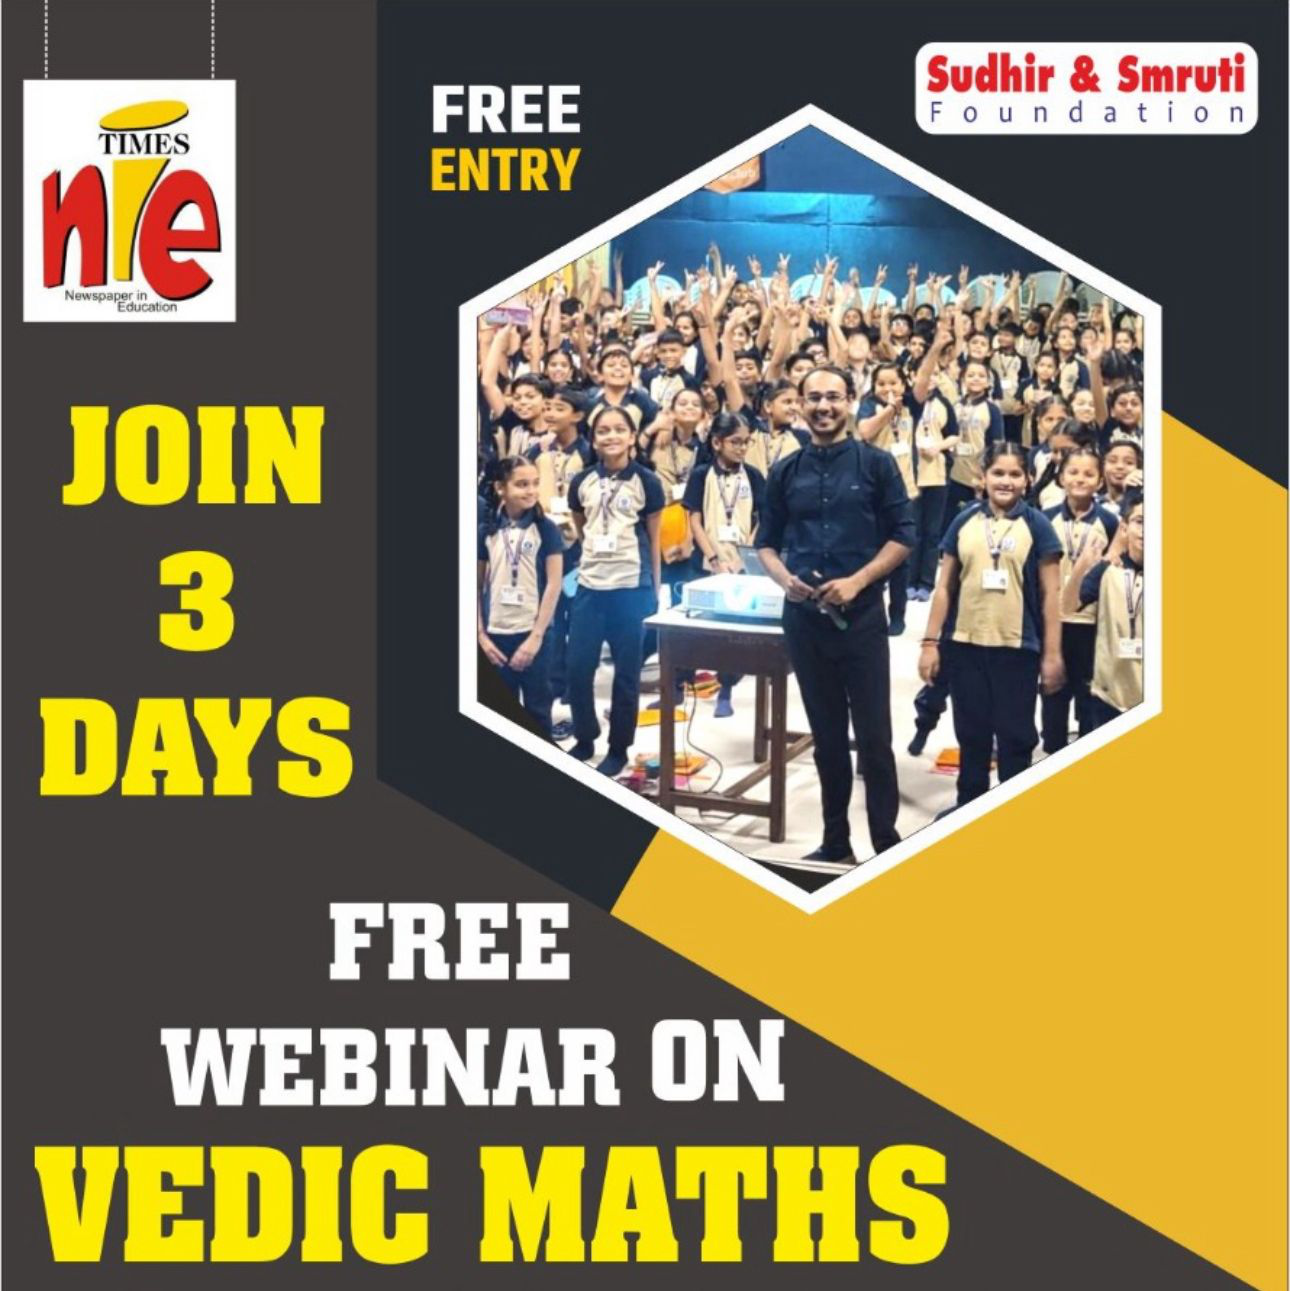 TIMES
nie
Newspaper in
Education
FREE
ENTRY
Sudhir & Smruti
Foundation
JOIN
3
DAYS
FREE
WEBINAR ON
VEDIC MATHS